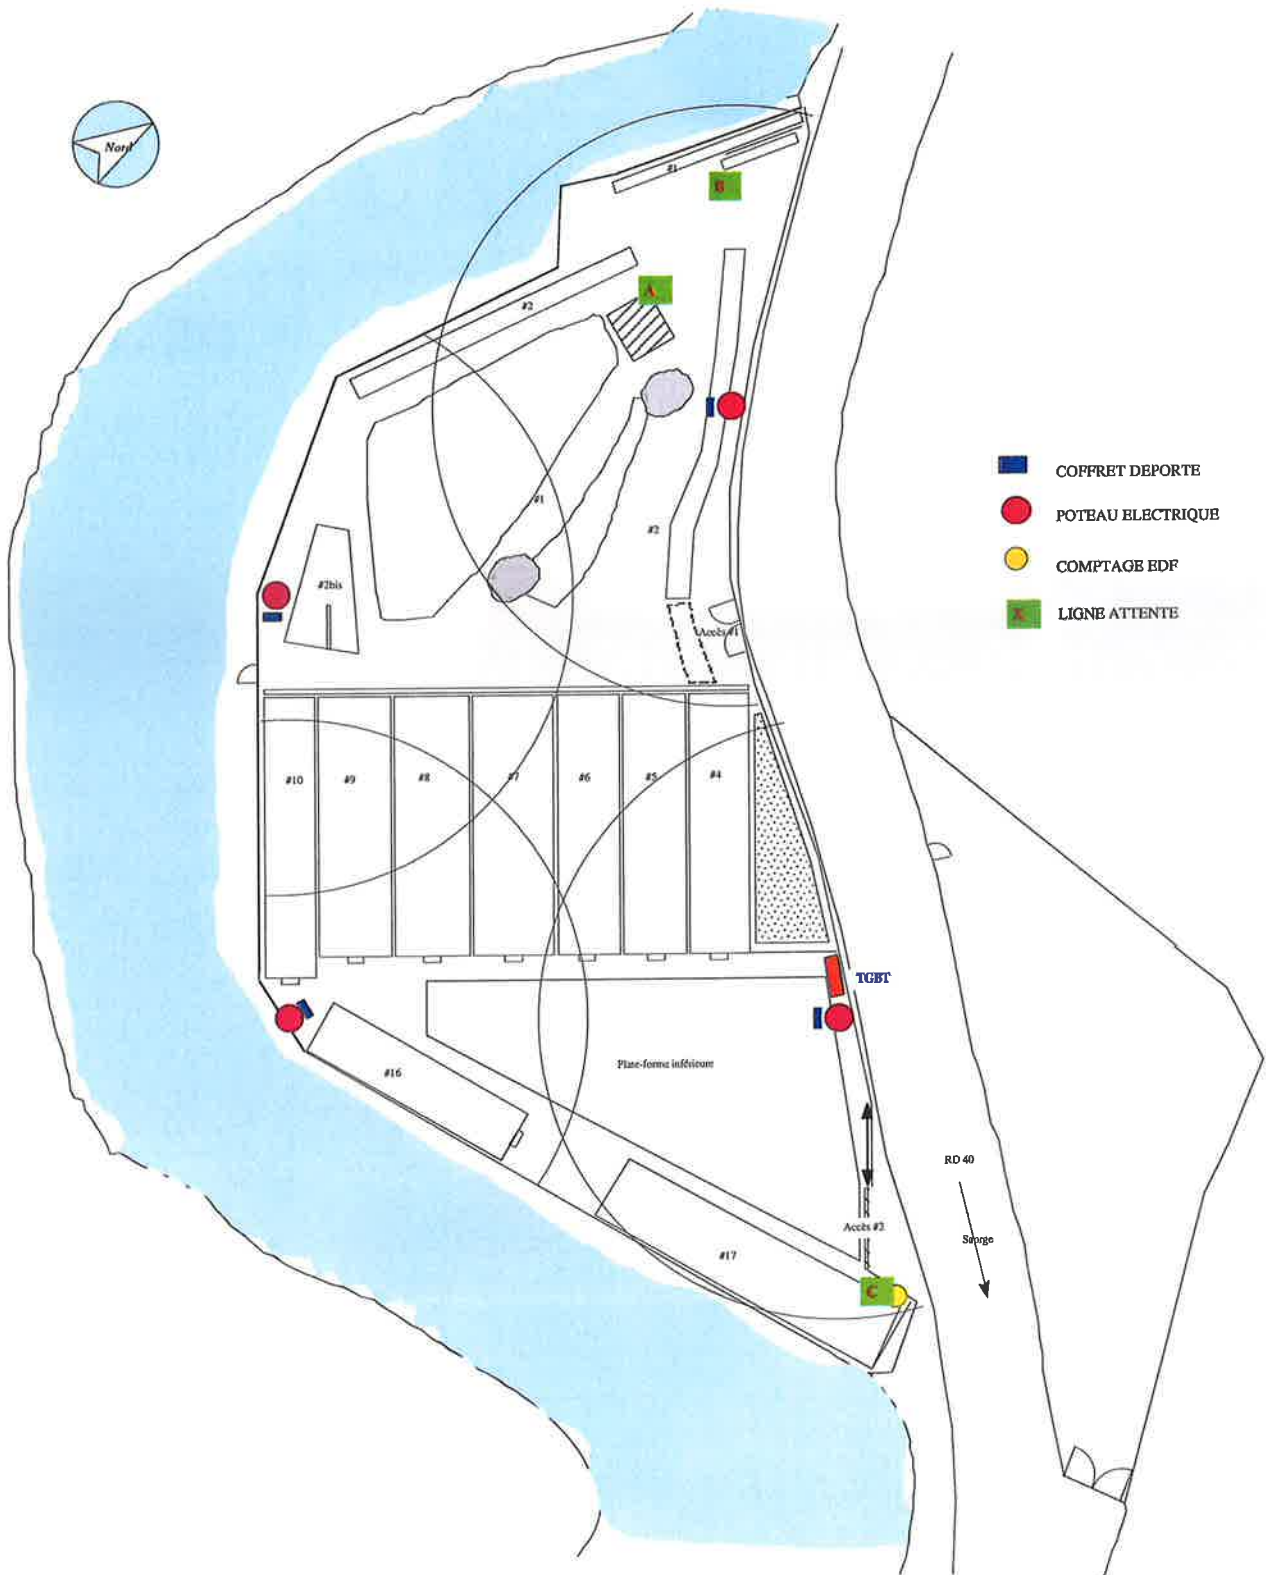 Nord
#1
B
A
#2
COFFRET DEPORTE
POTEAU ELECTRIQUE
COMPTAGE EDF
X
LIGNE ATTENTE
#1
#2
#2bis
Accès #1
#10
#9
#8
#7
#6
#5
#4
TGBT
Plate-forme inférieure
#16
RD 40
Accès #2
Saorge
#17
C